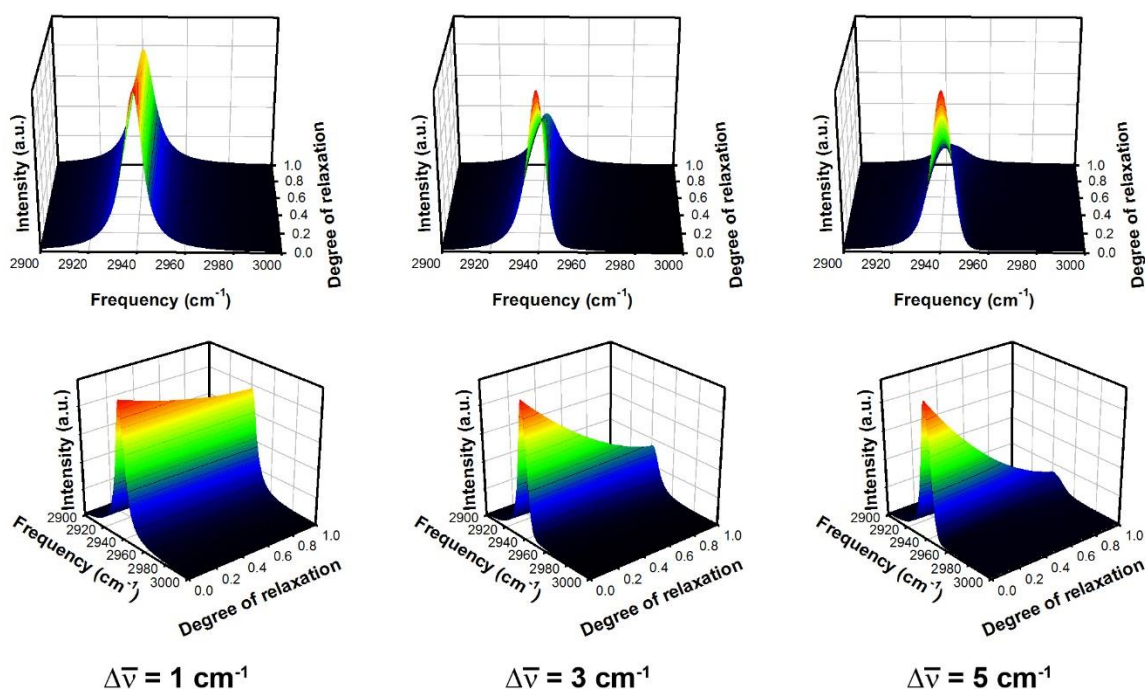 Intensity (a.u.)
1.0
0.8
0.6
0.4
0.2
0.0
Degree of relaxation
2900 2920 2940 2960 2980 3000
Frequency (cm⁻¹)
Intensity (a.u.)
1.0
0.8
0.6
0.4
0.2
0.0
Degree of relaxation
2900 2920 2940 2960 2980 3000
Frequency (cm⁻¹)
Intensity (a.u.)
1.0
0.8
0.6
0.4
0.2
0.0
Degree of relaxation
2900 2920 2940 2960 2980 3000
Frequency (cm⁻¹)
Intensity (a.u.)
2900
2920
2940
2960
2980
3000
Frequency (cm⁻¹)
0.0
0.2
0.4
0.6
0.8
1.0
Degree of relaxation
Intensity (a.u.)
2900
2920
2940
2960
2980
3000
Frequency (cm⁻¹)
0.0
0.2
0.4
0.6
0.8
1.0
Degree of relaxation
Intensity (a.u.)
2900
2920
2940
2960
2980
3000
Frequency (cm⁻¹)
0.0
0.2
0.4
0.6
0.8
1.0
Degree of relaxation
Δν̅ = 1 cm⁻¹
Δν̅ = 3 cm⁻¹
Δν̅ = 5 cm⁻¹